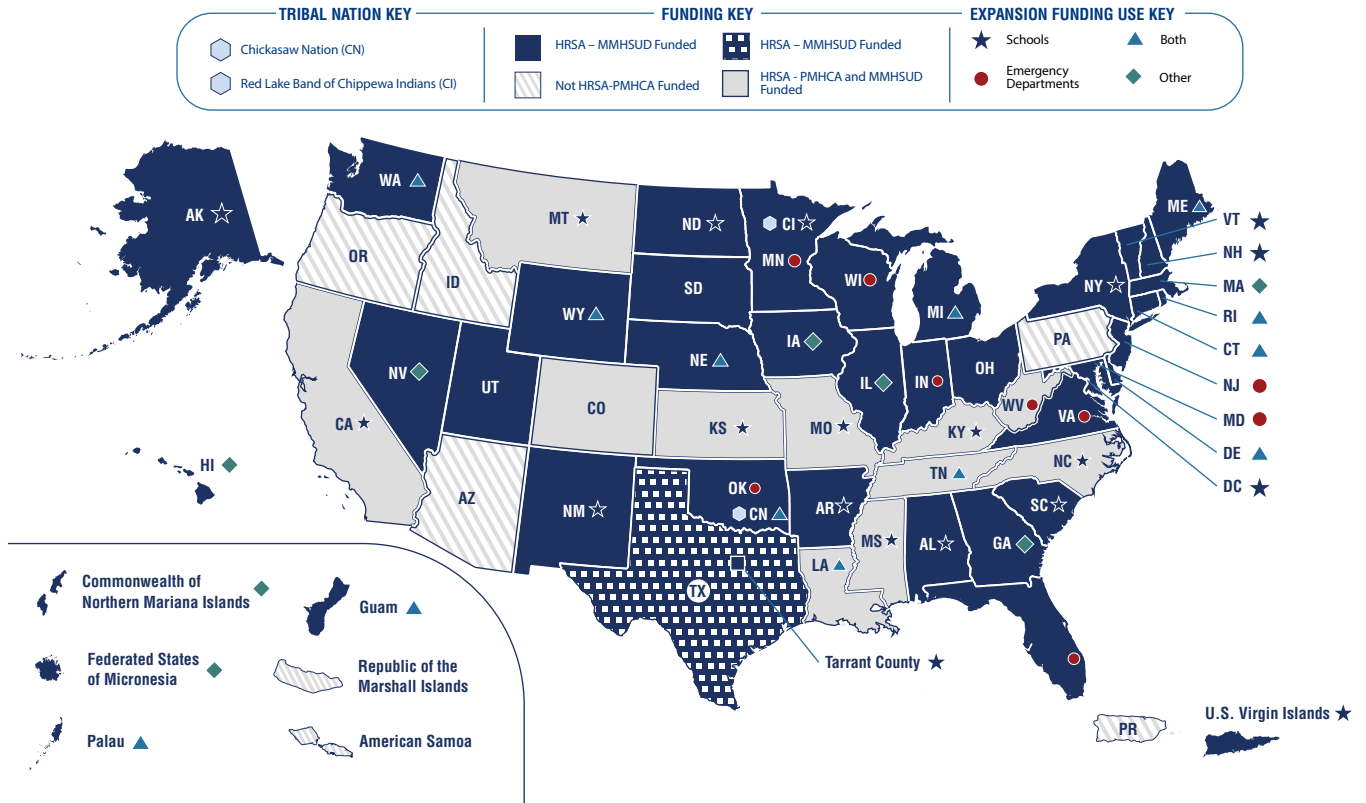 TRIBAL NATION KEY
Chickasaw Nation (CN)
Red Lake Band of Chippewa Indians (CI)
FUNDING KEY
HRSA – MMHSUD Funded
HRSA – MMHSUD Funded
Not HRSA-PMHCA Funded
HRSA - PMHCA and MMHSUD
Funded
EXPANSION FUNDING USE KEY
Schools
Both
Emergency
Departments
Other
AK
WA
MT
ND
CI
ME
VT
OR
ID
MN
WI
NH
SD
NY
MA
WY
MI
RI
NE
IA
PA
CT
NV
UT
IL
IN
OH
NJ
CO
WV
MD
CA
KS
MO
KY
VA
DE
HI
NC
TN
DC
AZ
OK
NM
CN
AR
SC
MS
AL
GA
LA
TX
Tarrant County
Commonwealth of
Northern Mariana Islands
Guam
Federated States
of Micronesia
Republic of the
Marshall Islands
Palau
American Samoa
PR
U.S. Virgin Islands